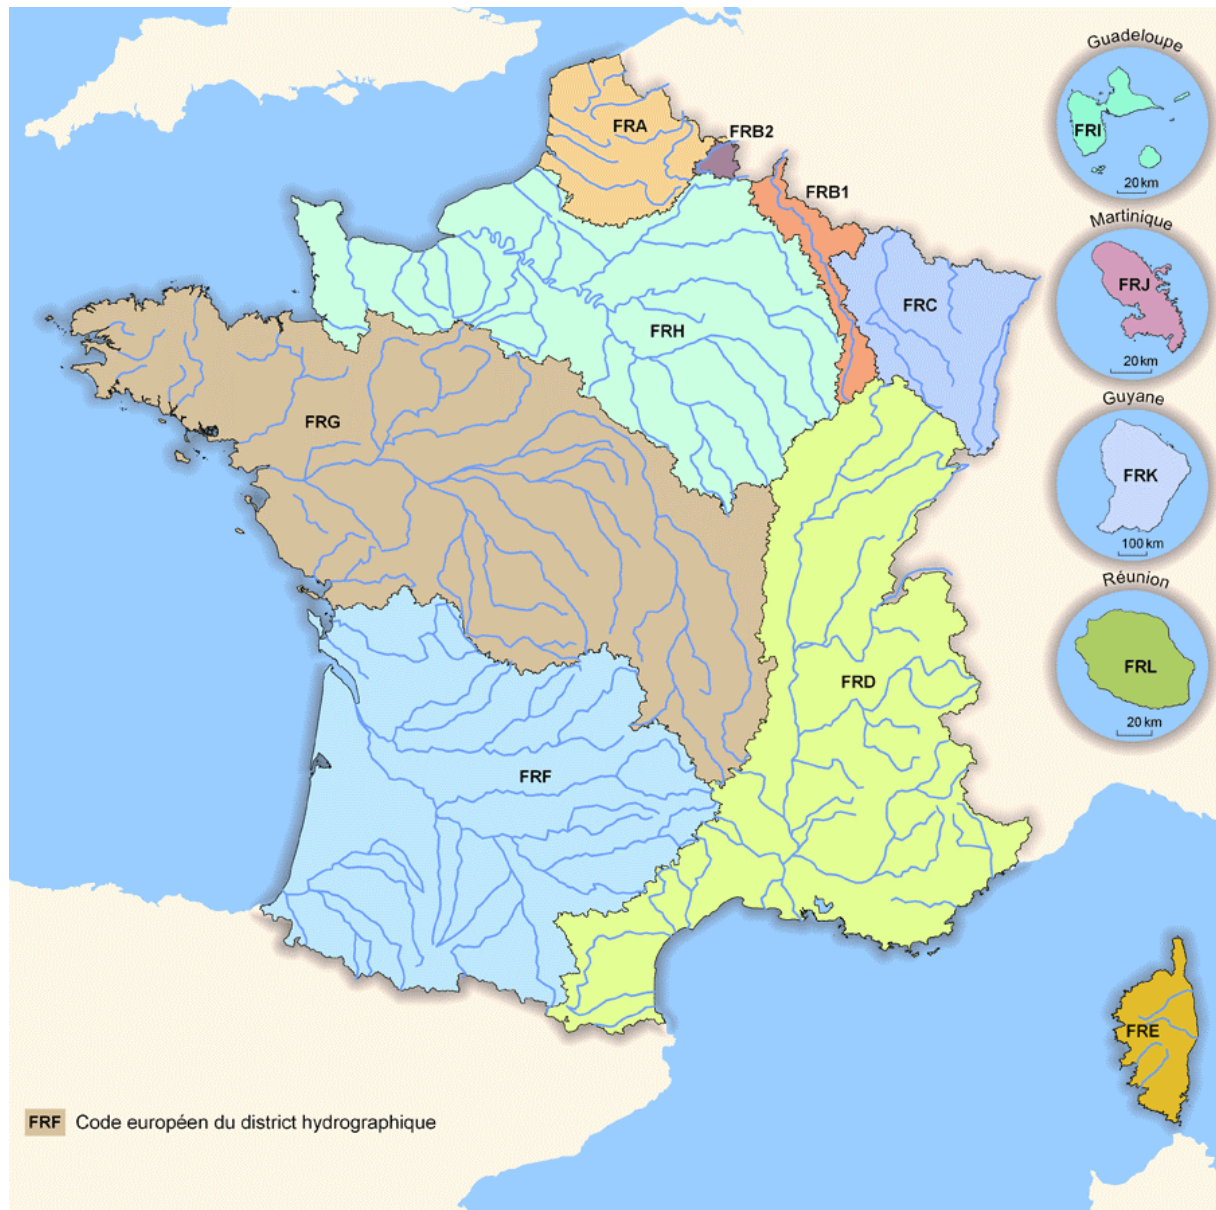 Guadeloupe
FRI
20 km
FRA
FRB2
FRB1
Martinique
FRJ
20 km
FRC
FRH
Guyane
FRK
100 km
FRG
Réunion
FRL
20 km
FRD
FRF
FRE
FRF Code européen du district hydrographique